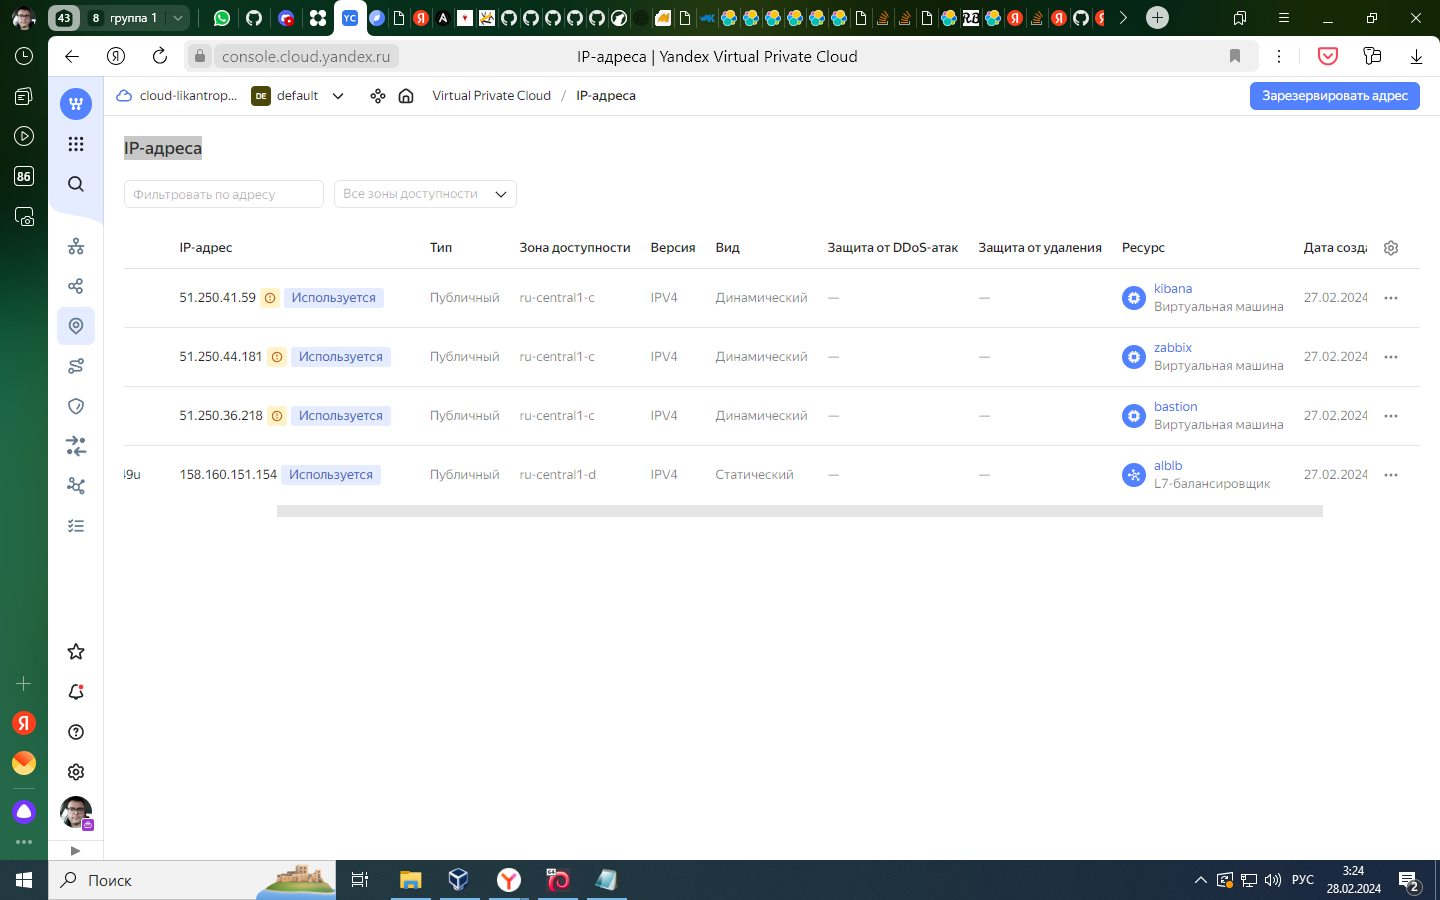 43
8 группа 1
YC
console.cloud.yandex.ru
IP-адреса | Yandex Virtual Private Cloud
86
cloud-likantrop...
DE
default
Virtual Private Cloud / IP-адреса
Зарезервировать адрес
IP-адреса
Фильтровать по адресу
Все зоны доступности
IP-адрес Тип Зона доступности Версия Вид Защита от DDoS-атак Защита от удаления Ресурс Дата созда
51.250.41.59 Используется Публичный ru-central1-c IPV4 Динамический — — kibana 27.02.2024
Виртуальная машина
51.250.44.181 Используется Публичный ru-central1-c IPV4 Динамический — — zabbix 27.02.2024
Виртуальная машина
51.250.36.218 Используется Публичный ru-central1-c IPV4 Динамический — — bastion 27.02.2024
Виртуальная машина
49u 158.160.151.154 Используется Публичный ru-central1-d IPV4 Статический — — alblb 27.02.2024
L7-балансировщик
Поиск
РУС
3:24
28.02.2024
2